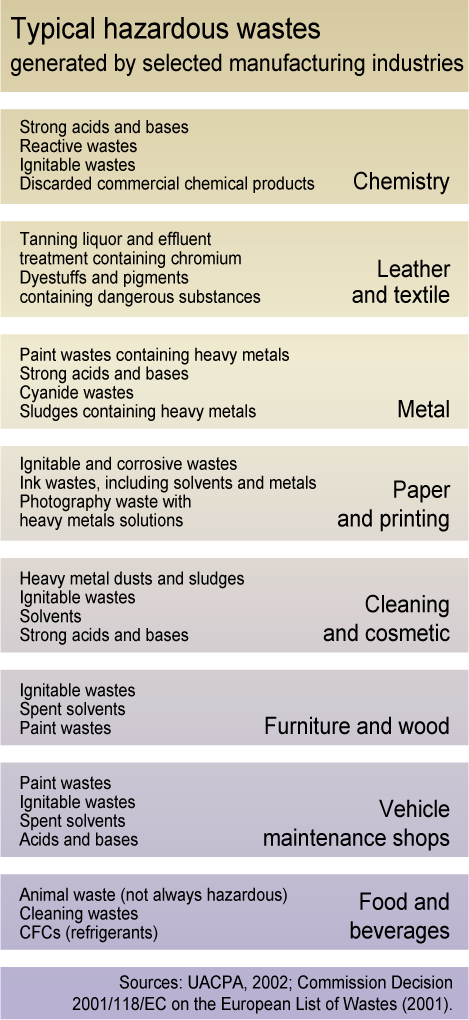 Typical hazardous wastes
generated by selected manufacturing industries
Strong acids and bases
Reactive wastes
Ignitable wastes
Discarded commercial chemical products
Chemistry
Tanning liquor and effluent
treatment containing chromium
Dyestuffs and pigments
containing dangerous substances
Leather
and textile
Paint wastes containing heavy metals
Strong acids and bases
Cyanide wastes
Sludges containing heavy metals
Metal
Ignitable and corrosive wastes
Ink wastes, including solvents and metals
Photography waste with
heavy metals solutions
Paper
and printing
Heavy metal dusts and sludges
Ignitable wastes
Solvents
Strong acids and bases
Cleaning
and cosmetic
Ignitable wastes
Spent solvents
Paint wastes
Furniture and wood
Paint wastes
Ignitable wastes
Spent solvents
Acids and bases
Vehicle
maintenance shops
Animal waste (not always hazardous)
Cleaning wastes
CFCs (refrigerants)
Food and
beverages
Sources: UACPA, 2002; Commission Decision
2001/118/EC on the European List of Wastes (2001).